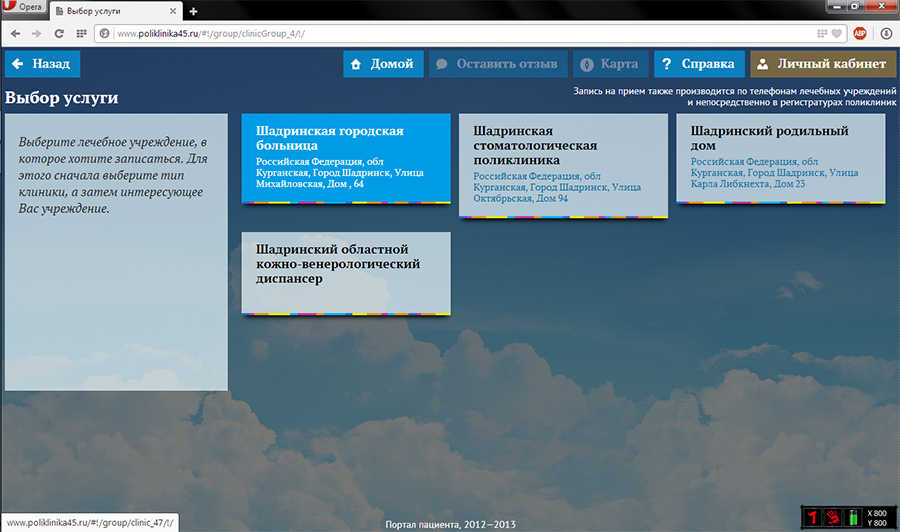 Opera
Выбор услуги
www.poliklinika45.ru/#!/group/clinicGroup_4/!/
ABP
Назад
Домой
Оставить отзыв
Карта
Справка
Личный кабинет
Выбор услуги
Запись на прием также производится по телефонам лечебных учреждений
и непосредственно в регистратурах поликлиник
Выберите лечебное учреждение, в
которое хотите записаться. Для
этого сначала выберите тип
клиники, а затем интересующее
Вас учреждение.
Шадринская городская
больница
Российская Федерация, обл
Курганская, Город Шадринск, Улица
Михайловская, Дом , 64
Шадринская
стоматологическая
поликлиника
Российская Федерация, обл
Курганская, Город Шадринск, Улица
Октябрьская, Дом 94
Шадринский родильный
дом
Российская Федерация, обл
Курганская, Город Шадринск, Улица
Карла Либкнехта, Дом 23
Шадринский областной
кожно-венерологический
диспансер
www.poliklinika45.ru/#!/group/clinic_47/!/
Портал пациента, 2012—2013
X 800
Y 800